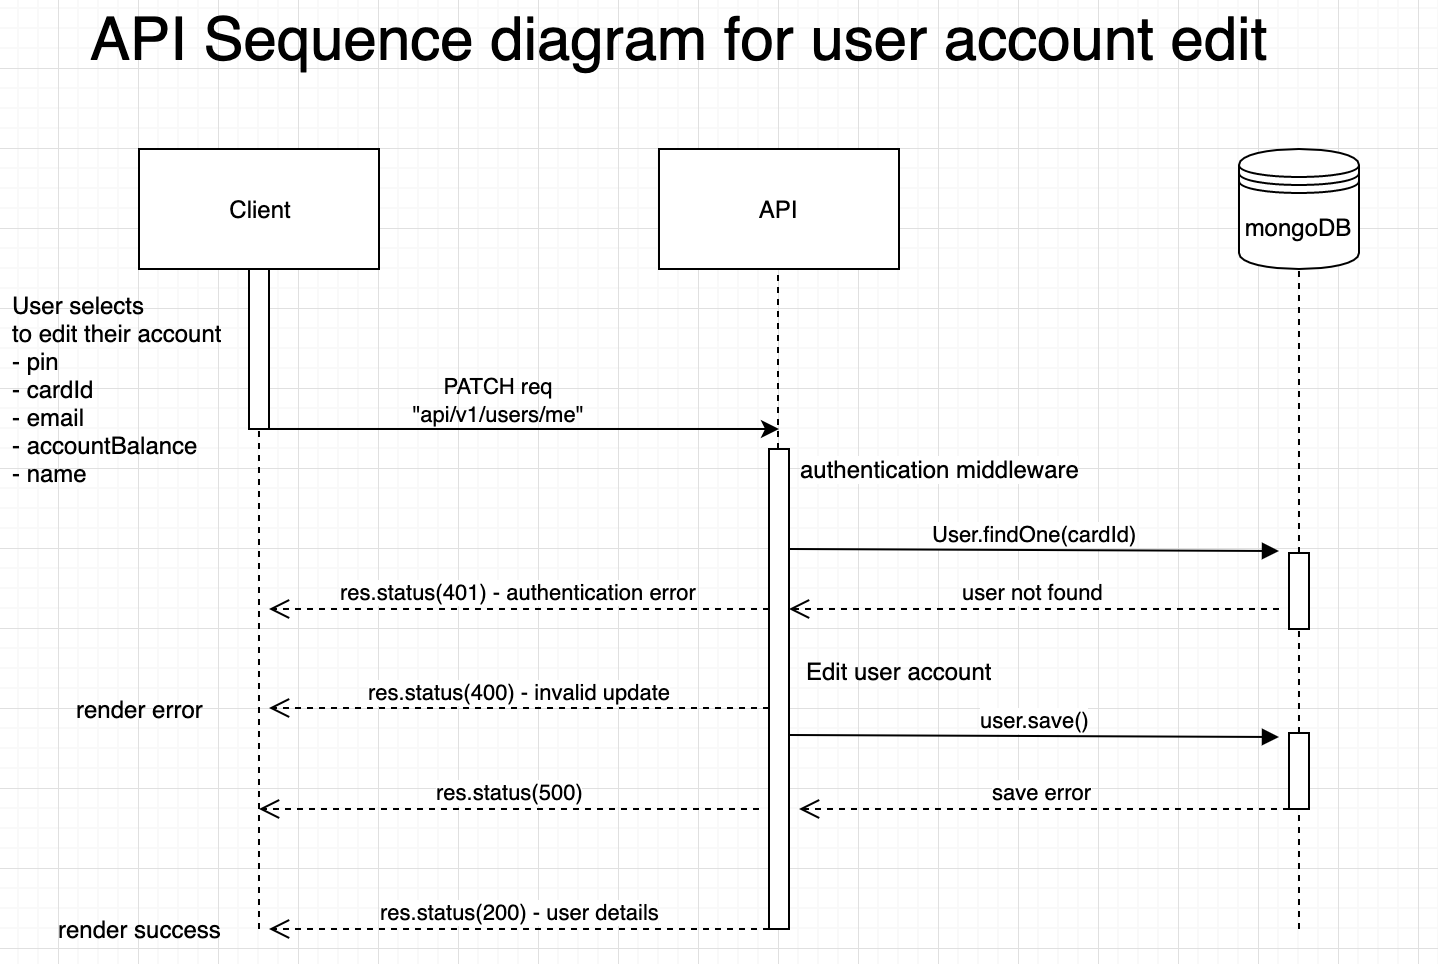 API Sequence diagram for user account edit
Client
API
mongoDB
User selects
to edit their account
- pin
- cardId
- email
- accountBalance
- name
PATCH req
"api/v1/users/me"
authentication middleware
User.findOne(cardId)
res.status(401) - authentication error
user not found
Edit user account
res.status(400) - invalid update
render error
user.save()
res.status(500)
save error
res.status(200) - user details
render success